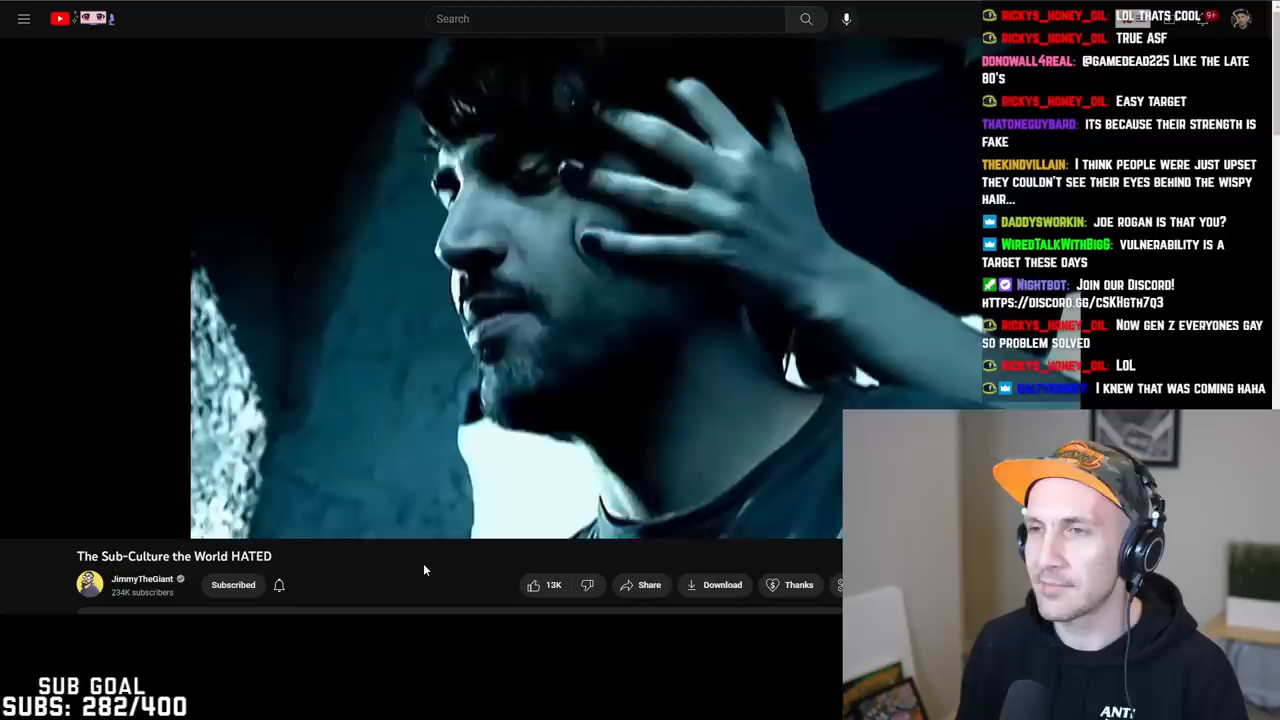 Search
9+
RICKYS_HONEY_OIL: LOL THATS COOL
RICKYS_HONEY_OIL: TRUE ASF
DONOWALL4REAL: @GAMEDEAD225 LIKE THE LATE
80'S
RICKYS_HONEY_OIL: EASY TARGET
THATONEGUYBARD: ITS BECAUSE THEIR STRENGTH IS
FAKE
THEKINDVILLAIN: I THINK PEOPLE WERE JUST UPSET
THEY COULDN'T SEE THEIR EYES BEHIND THE WISPY
HAIR...
DADDYSWORKIN: JOE ROGAN IS THAT YOU?
WIREDTALKWITHBIGG: VULNERABILITY IS A
TARGET THESE DAYS
NIGHTBOT: JOIN OUR DISCORD!
HTTPS://DISCORD.GG/CSKHGTH7Q3
RICKYS_HONEY_OIL: NOW GEN Z EVERYONES GAY
SO PROBLEM SOLVED
RICKYS_HONEY_OIL: LOL
I KNEW THAT WAS COMING HAHA
The Sub-Culture the World HATED
JimmyTheGiant
234K subscribers
Subscribed
13K
Share
Download
Thanks
SUB GOAL
SUBS: 282/400
ANTI